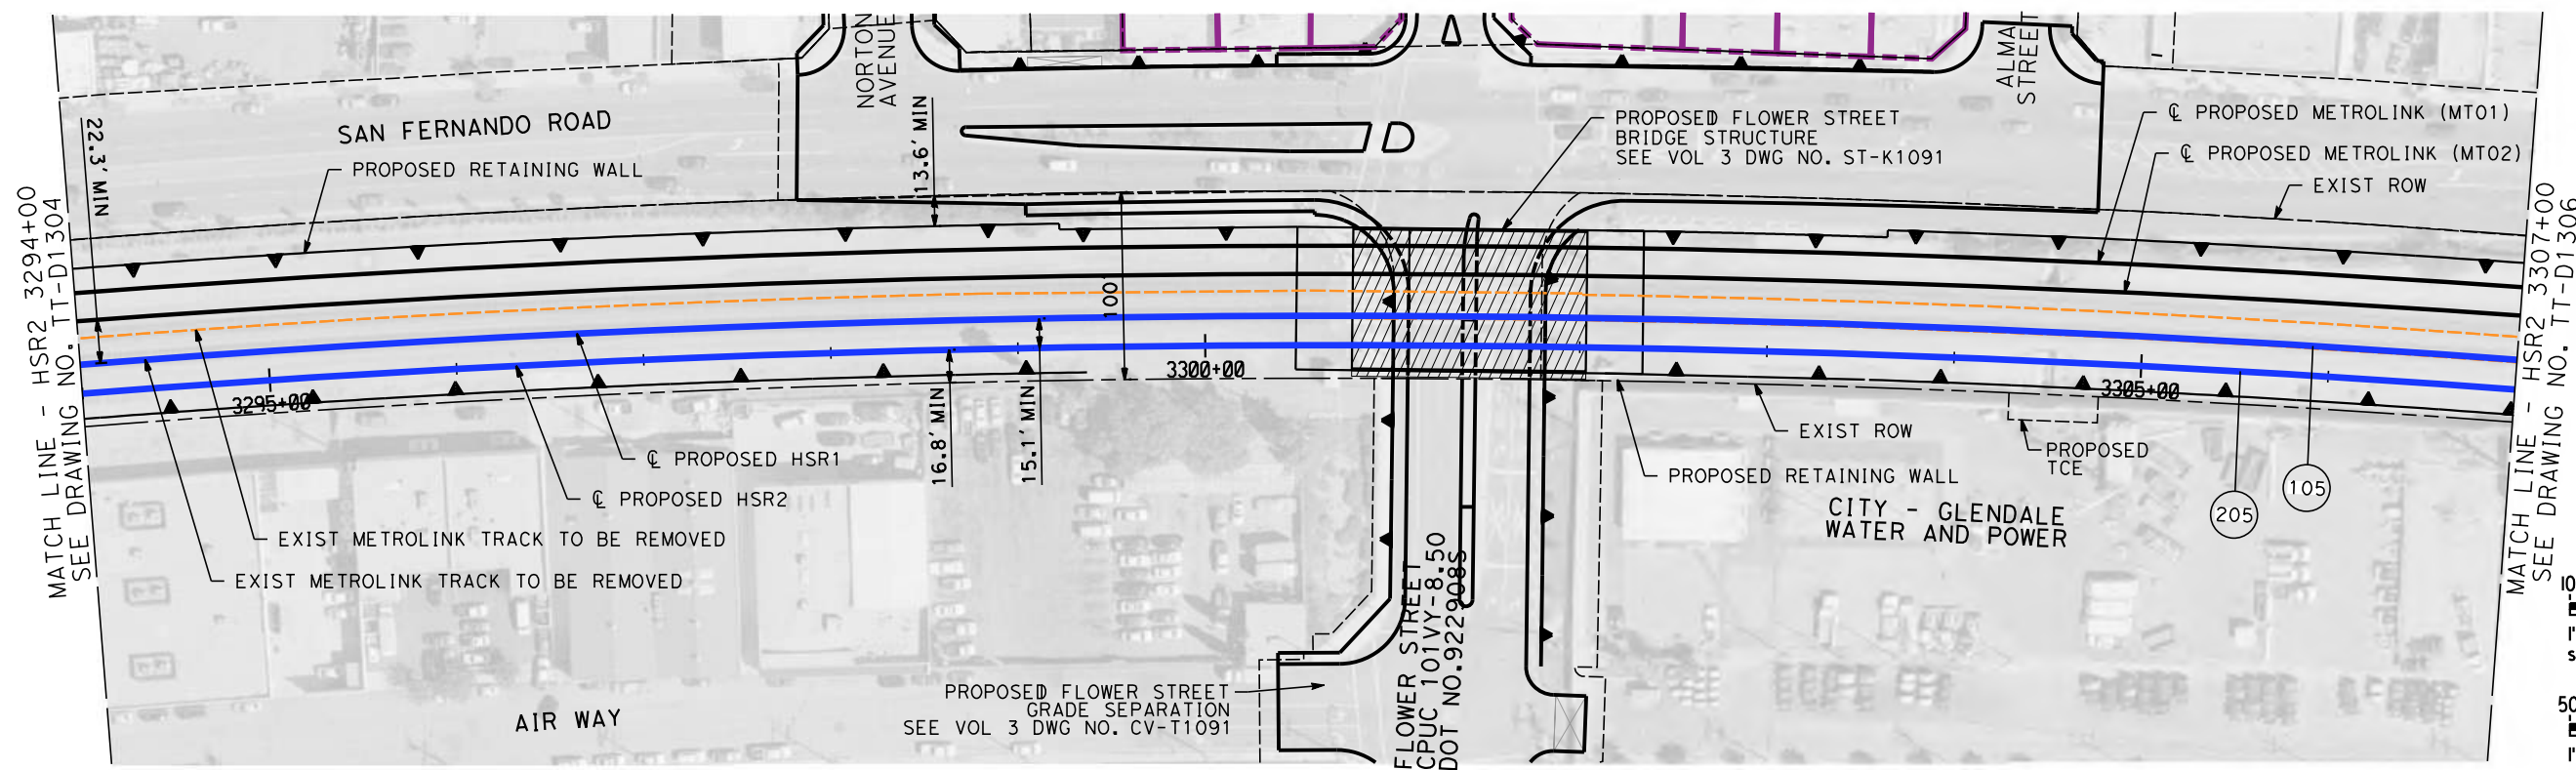 NORTON
AVENUE
ALMA
STREET
SAN FERNANDO ROAD
PROPOSED RETAINING WALL
22.3' MIN
13.6' MIN
PROPOSED FLOWER STREET
BRIDGE STRUCTURE
SEE VOL 3 DWG NO. ST-K1091
℄ PROPOSED METROLINK (MT01)
℄ PROPOSED METROLINK (MT02)
EXIST ROW
MATCH LINE - HSR2 3294+00
SEE DRAWING NO. TT-D1304
MATCH LINE - HSR2 3307+00
SEE DRAWING NO. TT-D1306
100'
3295+00
3300+00
3305+00
16.8' MIN
15.1' MIN
℄ PROPOSED HSR1
℄ PROPOSED HSR2
EXIST METROLINK TRACK TO BE REMOVED
EXIST METROLINK TRACK TO BE REMOVED
EXIST ROW
PROPOSED RETAINING WALL
PROPOSED
TCE
CITY - GLENDALE
WATER AND POWER
205
105
AIR WAY
PROPOSED FLOWER STREET
GRADE SEPARATION
SEE VOL 3 DWG NO. CV-T1091
FLOWER STREET
CPUC 101VY-8.50
DOT NO.922908S
10
50